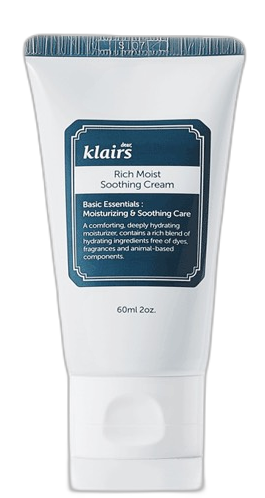 dear,
klairs
Rich Moist
Soothing Cream
Basic Essentials :
Moisturizing & Soothing Care
A comforting, deeply hydrating
moisturizer, contains a rich blend of
hydrating ingredients free of dyes,
fragrances and animal-based
components.
60ml 2oz.